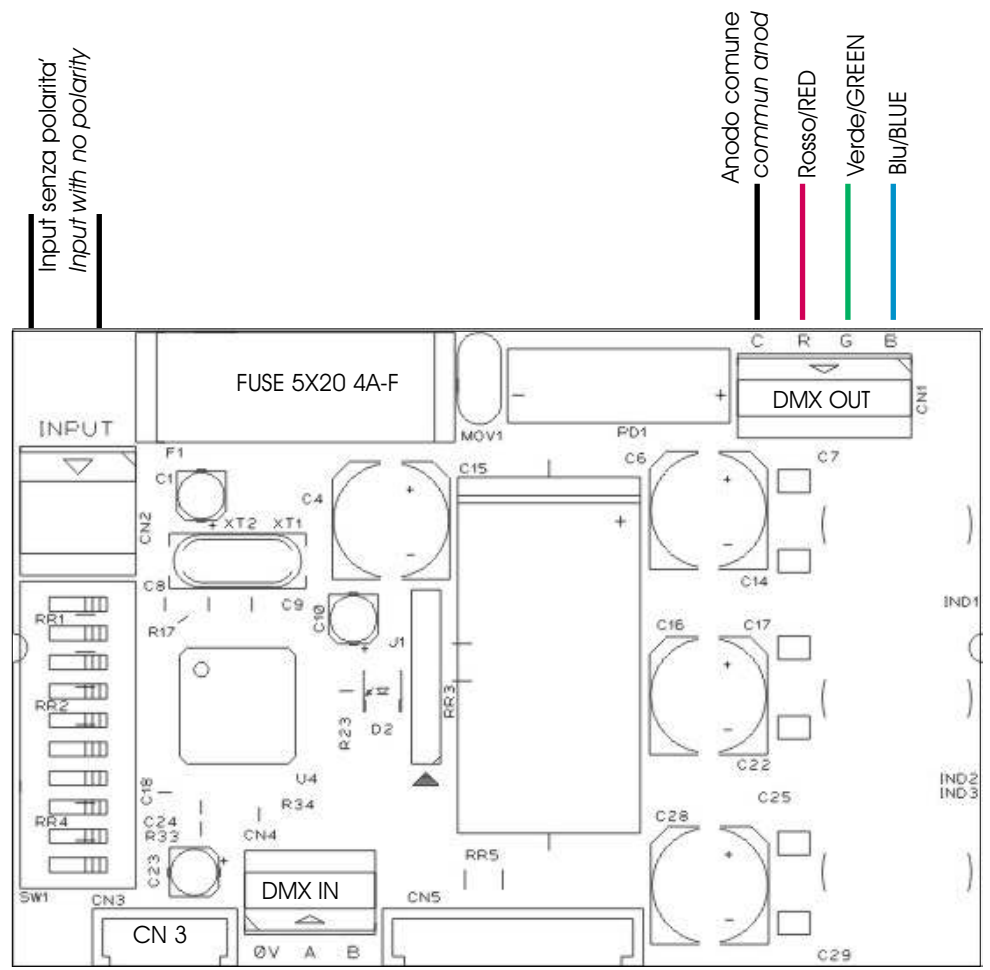 Input senza polarita'
Input with no polarity
Anodo comune
commun anod
Rosso/RED
Verde/GREEN
Blu/BLUE
C R G B
FUSE 5X20 4A-F
DMX OUT
CN1
INPUT
F1
MOV1
PD1
- +
C1
+
XT2 XT1
C4
+
-
C15
+
C6
+
-
C7
CN2
C8
C9
C10
+
C14
R17
J1
IND1
RR1
C16
C17
+
-
RR2
RR3
R23
D2
U4
C22
IND2
IND3
C18
R34
C25
RR4
C24
R33
CN4
C28
+
-
C23
+
RR5
SW1
CN3
DMX IN
CN5
CN 3
ØV A B
C29